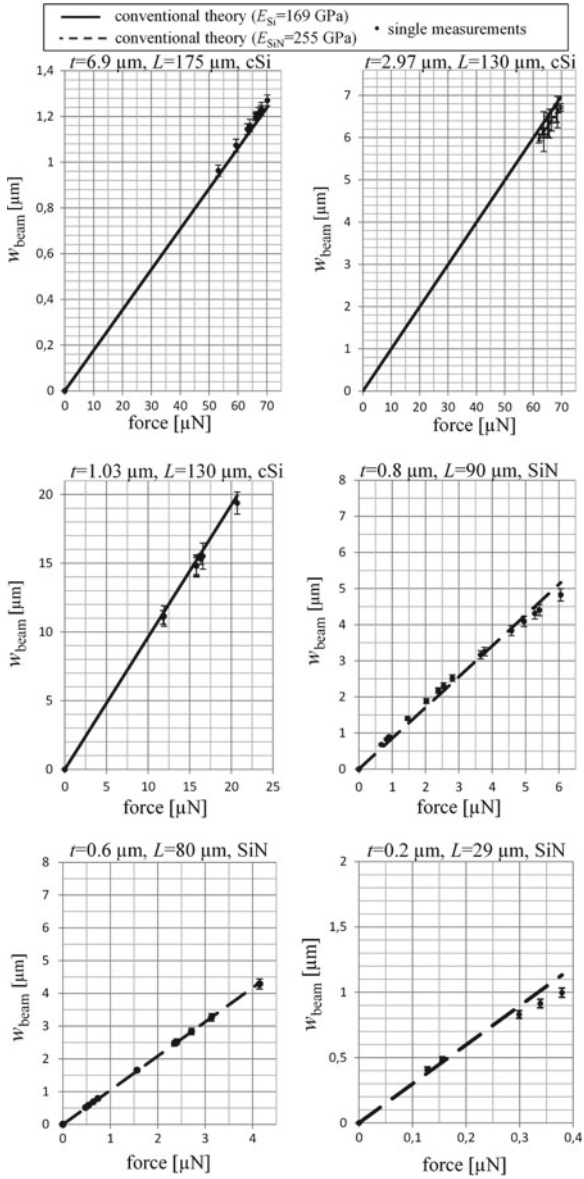 conventional theory (E_Si=169 GPa)
conventional theory (E_SiN=255 GPa)
single measurements
t=6.9 µm, L=175 µm, cSi
1,4
1,2
1
0,8
0,6
0,4
0,2
0
w_beam [µm]
0 10 20 30 40 50 60 70
force [µN]
t=2.97 µm, L=130 µm, cSi
7
6
5
4
3
2
1
0
w_beam [µm]
0 10 20 30 40 50 60 70
force [µN]
t=1.03 µm, L=130 µm, cSi
20
15
10
5
0
w_beam [µm]
0 5 10 15 20 25
force [µN]
t=0.8 µm, L=90 µm, SiN
8
7
6
5
4
3
2
1
0
w_beam [µm]
0 1 2 3 4 5 6
force [µN]
t=0.6 µm, L=80 µm, SiN
8
7
6
5
4
3
2
1
0
w_beam [µm]
0 1 2 3 4
force [µN]
t=0.2 µm, L=29 µm, SiN
2
1,5
1
0,5
0
w_beam [µm]
0 0,1 0,2 0,3 0,4
force [µN]